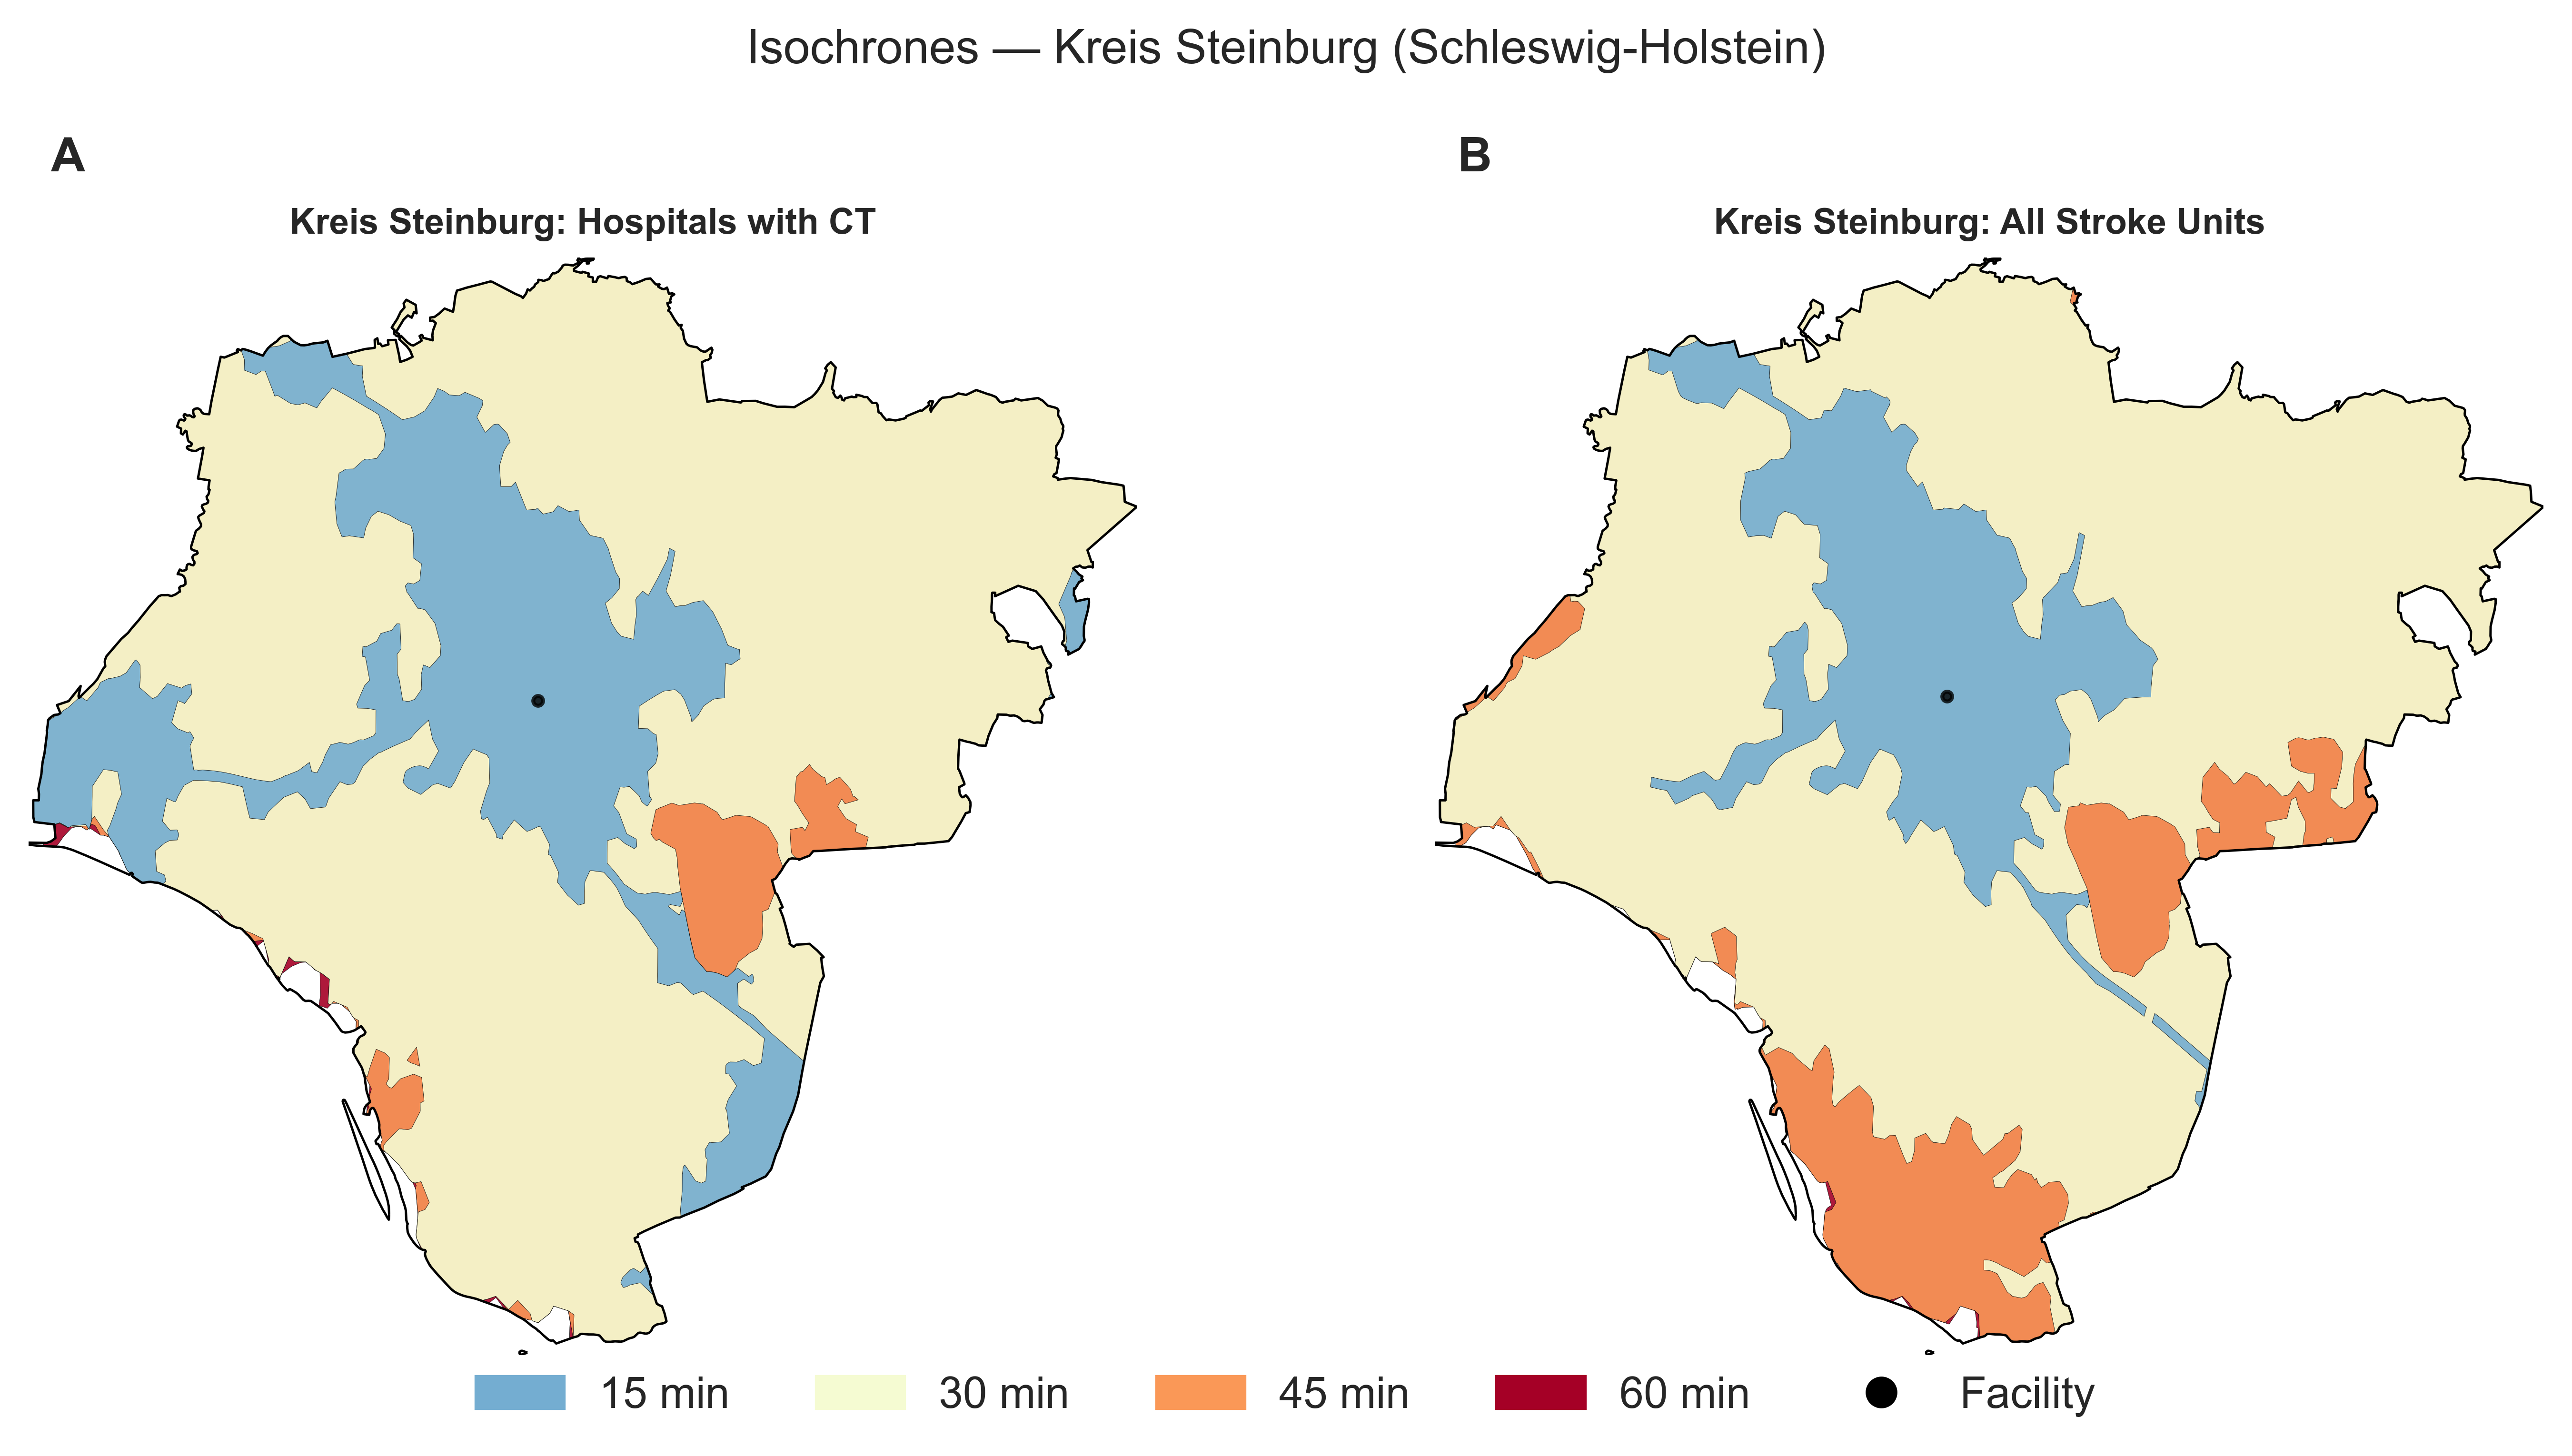 Isochrones — Kreis Steinburg (Schleswig-Holstein)
A
B
Kreis Steinburg: Hospitals with CT
Kreis Steinburg: All Stroke Units
15 min
30 min
45 min
60 min
Facility